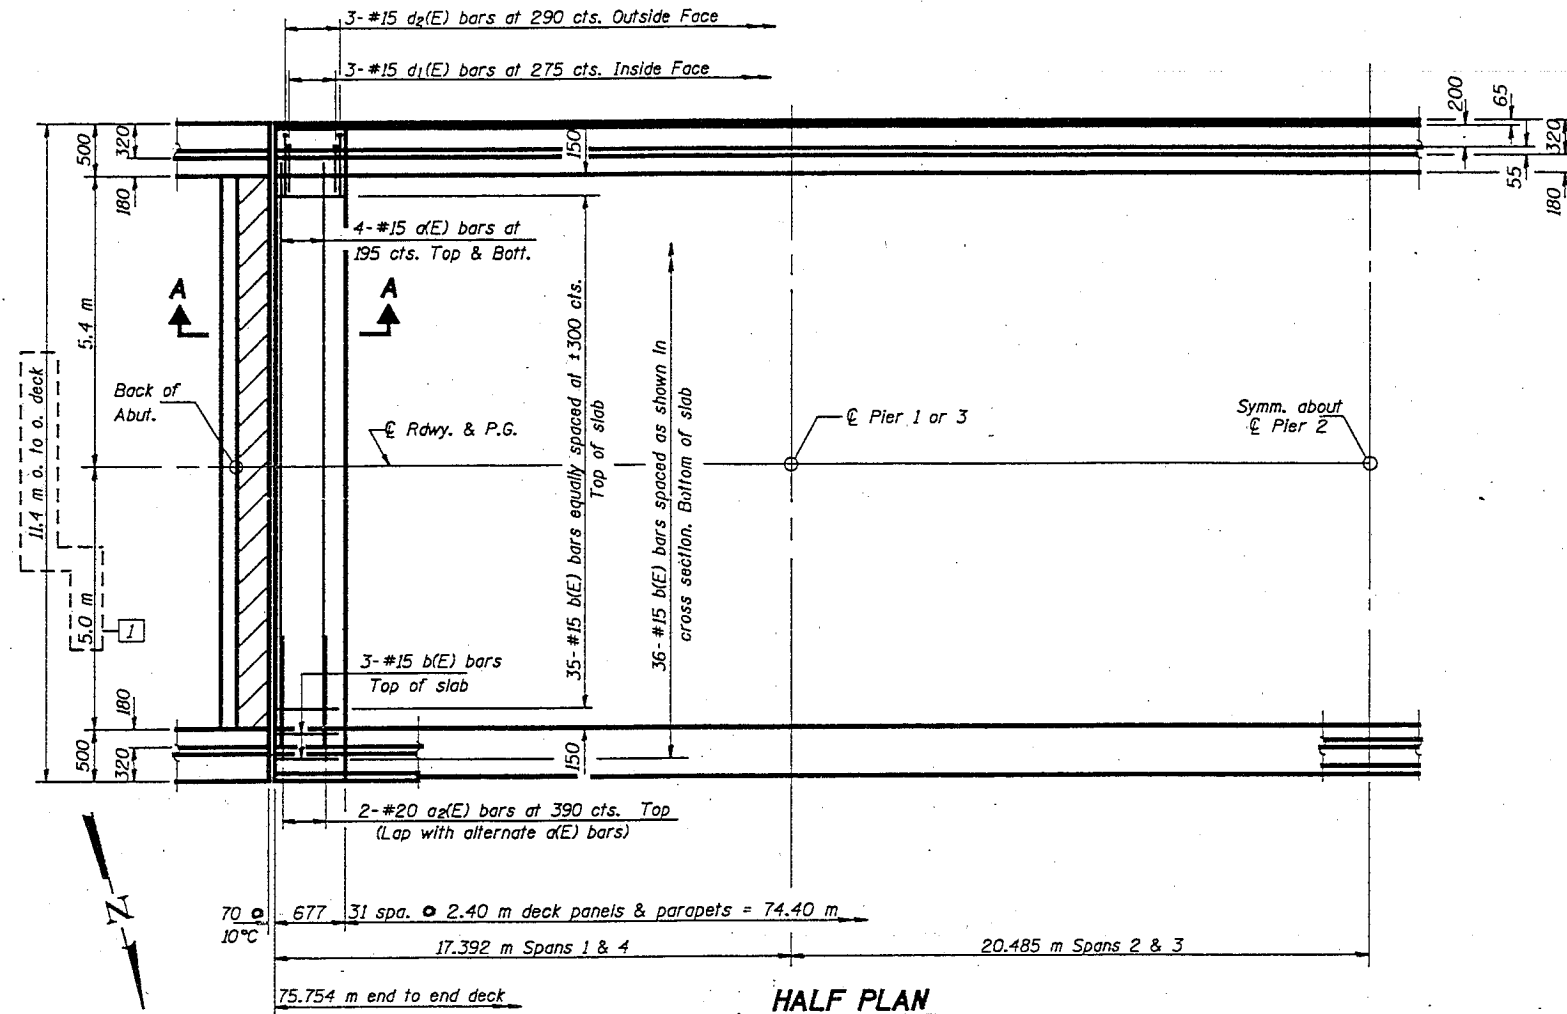 3-#15 d2(E) bars at 290 cts. Outside Face
3-#15 d1(E) bars at 275 cts. Inside Face
200
65
320
55
180
500
320
180
150
4-#15 a(E) bars at
195 cts. Top & Bott.
A
A
5.4 m
11.4 m o. to o. deck
Back of
Abut.
℄ Rdwy. & P.G.
35-#15 b(E) bars equally spaced at ±300 cts.
Top of slab
36-#15 b(E) bars spaced as shown in
cross section. Bottom of slab
℄ Pier 1 or 3
Symm. about
℄ Pier 2
5.0 m
1
3-#15 b(E) bars
Top of slab
180
500
320
150
2-#20 a2(E) bars at 390 cts. Top
(Lap with alternate a(E) bars)
N
70 @
10°C
677
31 spa. @ 2.40 m deck panels & parapets = 74.40 m
17.392 m Spans 1 & 4
20.485 m Spans 2 & 3
75.754 m end to end deck
HALF PLAN